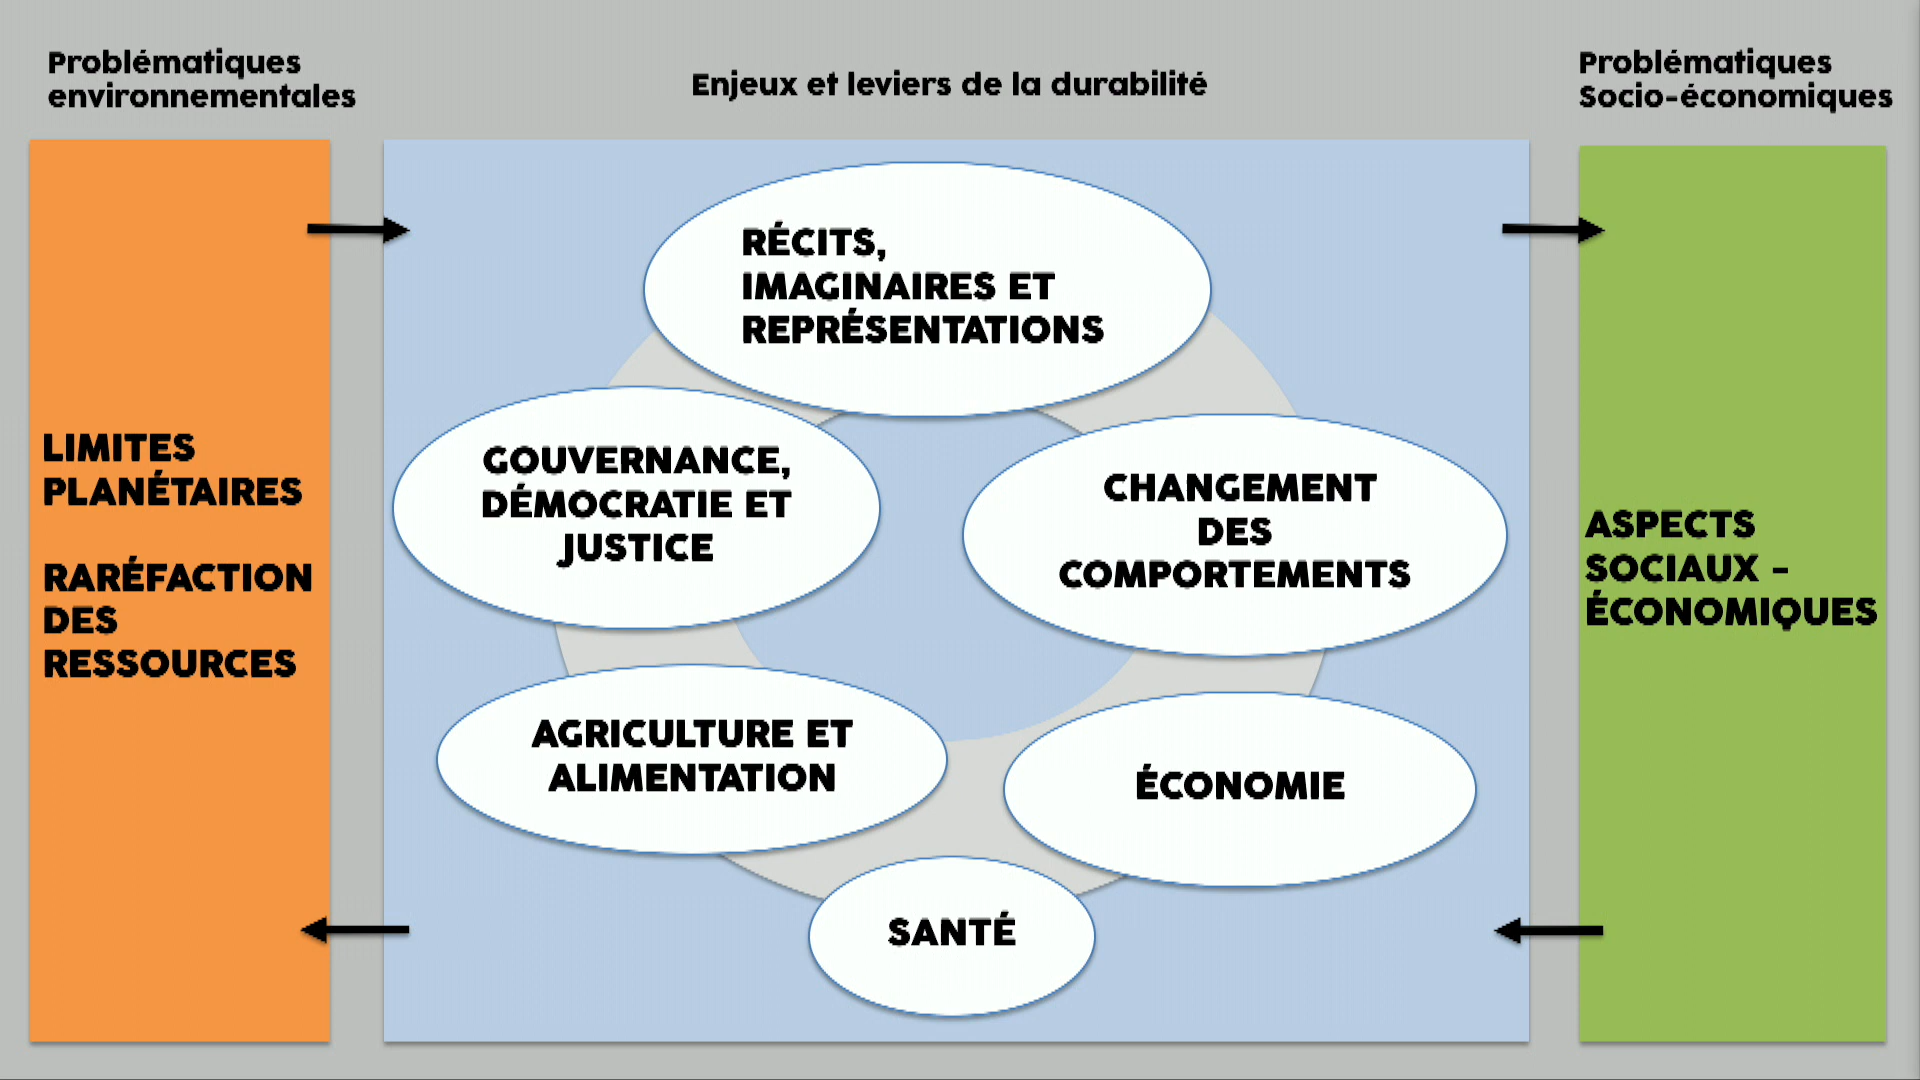 Problématiques
environnementales
Enjeux et leviers de la durabilité
Problématiques
Socio-économiques
LIMITES
PLANÉTAIRES
RARÉFACTION
DES
RESSOURCES
RÉCITS,
IMAGINAIRES ET
REPRÉSENTATIONS
GOUVERNANCE,
DÉMOCRATIE ET
JUSTICE
CHANGEMENT
DES
COMPORTEMENTS
AGRICULTURE ET
ALIMENTATION
ÉCONOMIE
SANTÉ
ASPECTS
SOCIAUX -
ÉCONOMIQUES